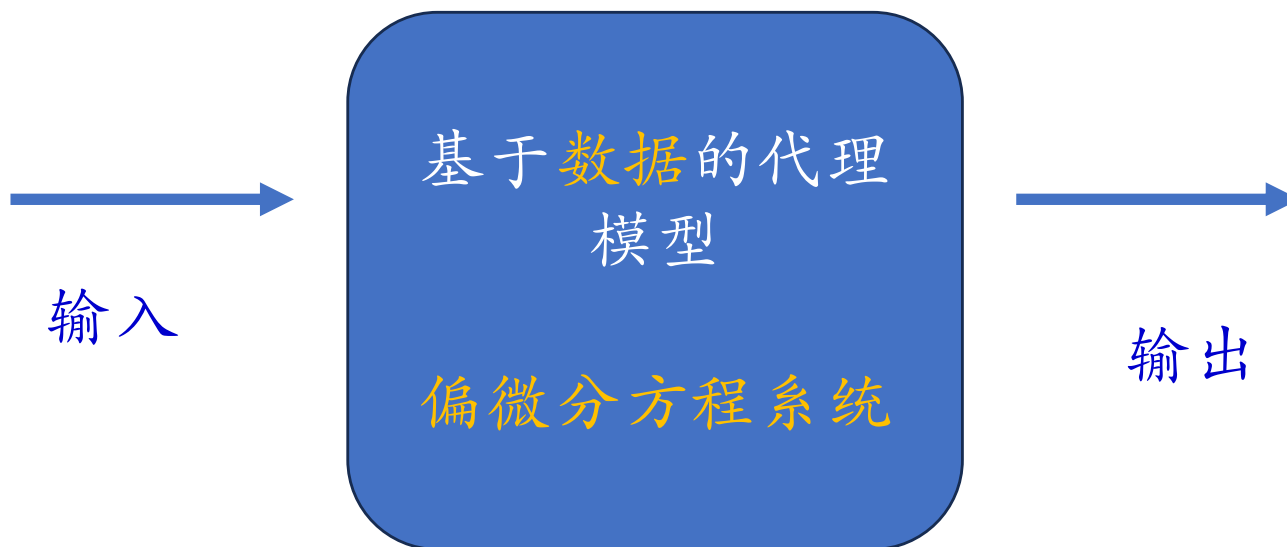 输入
基于数据的代理
模型
偏微分方程系统
输出